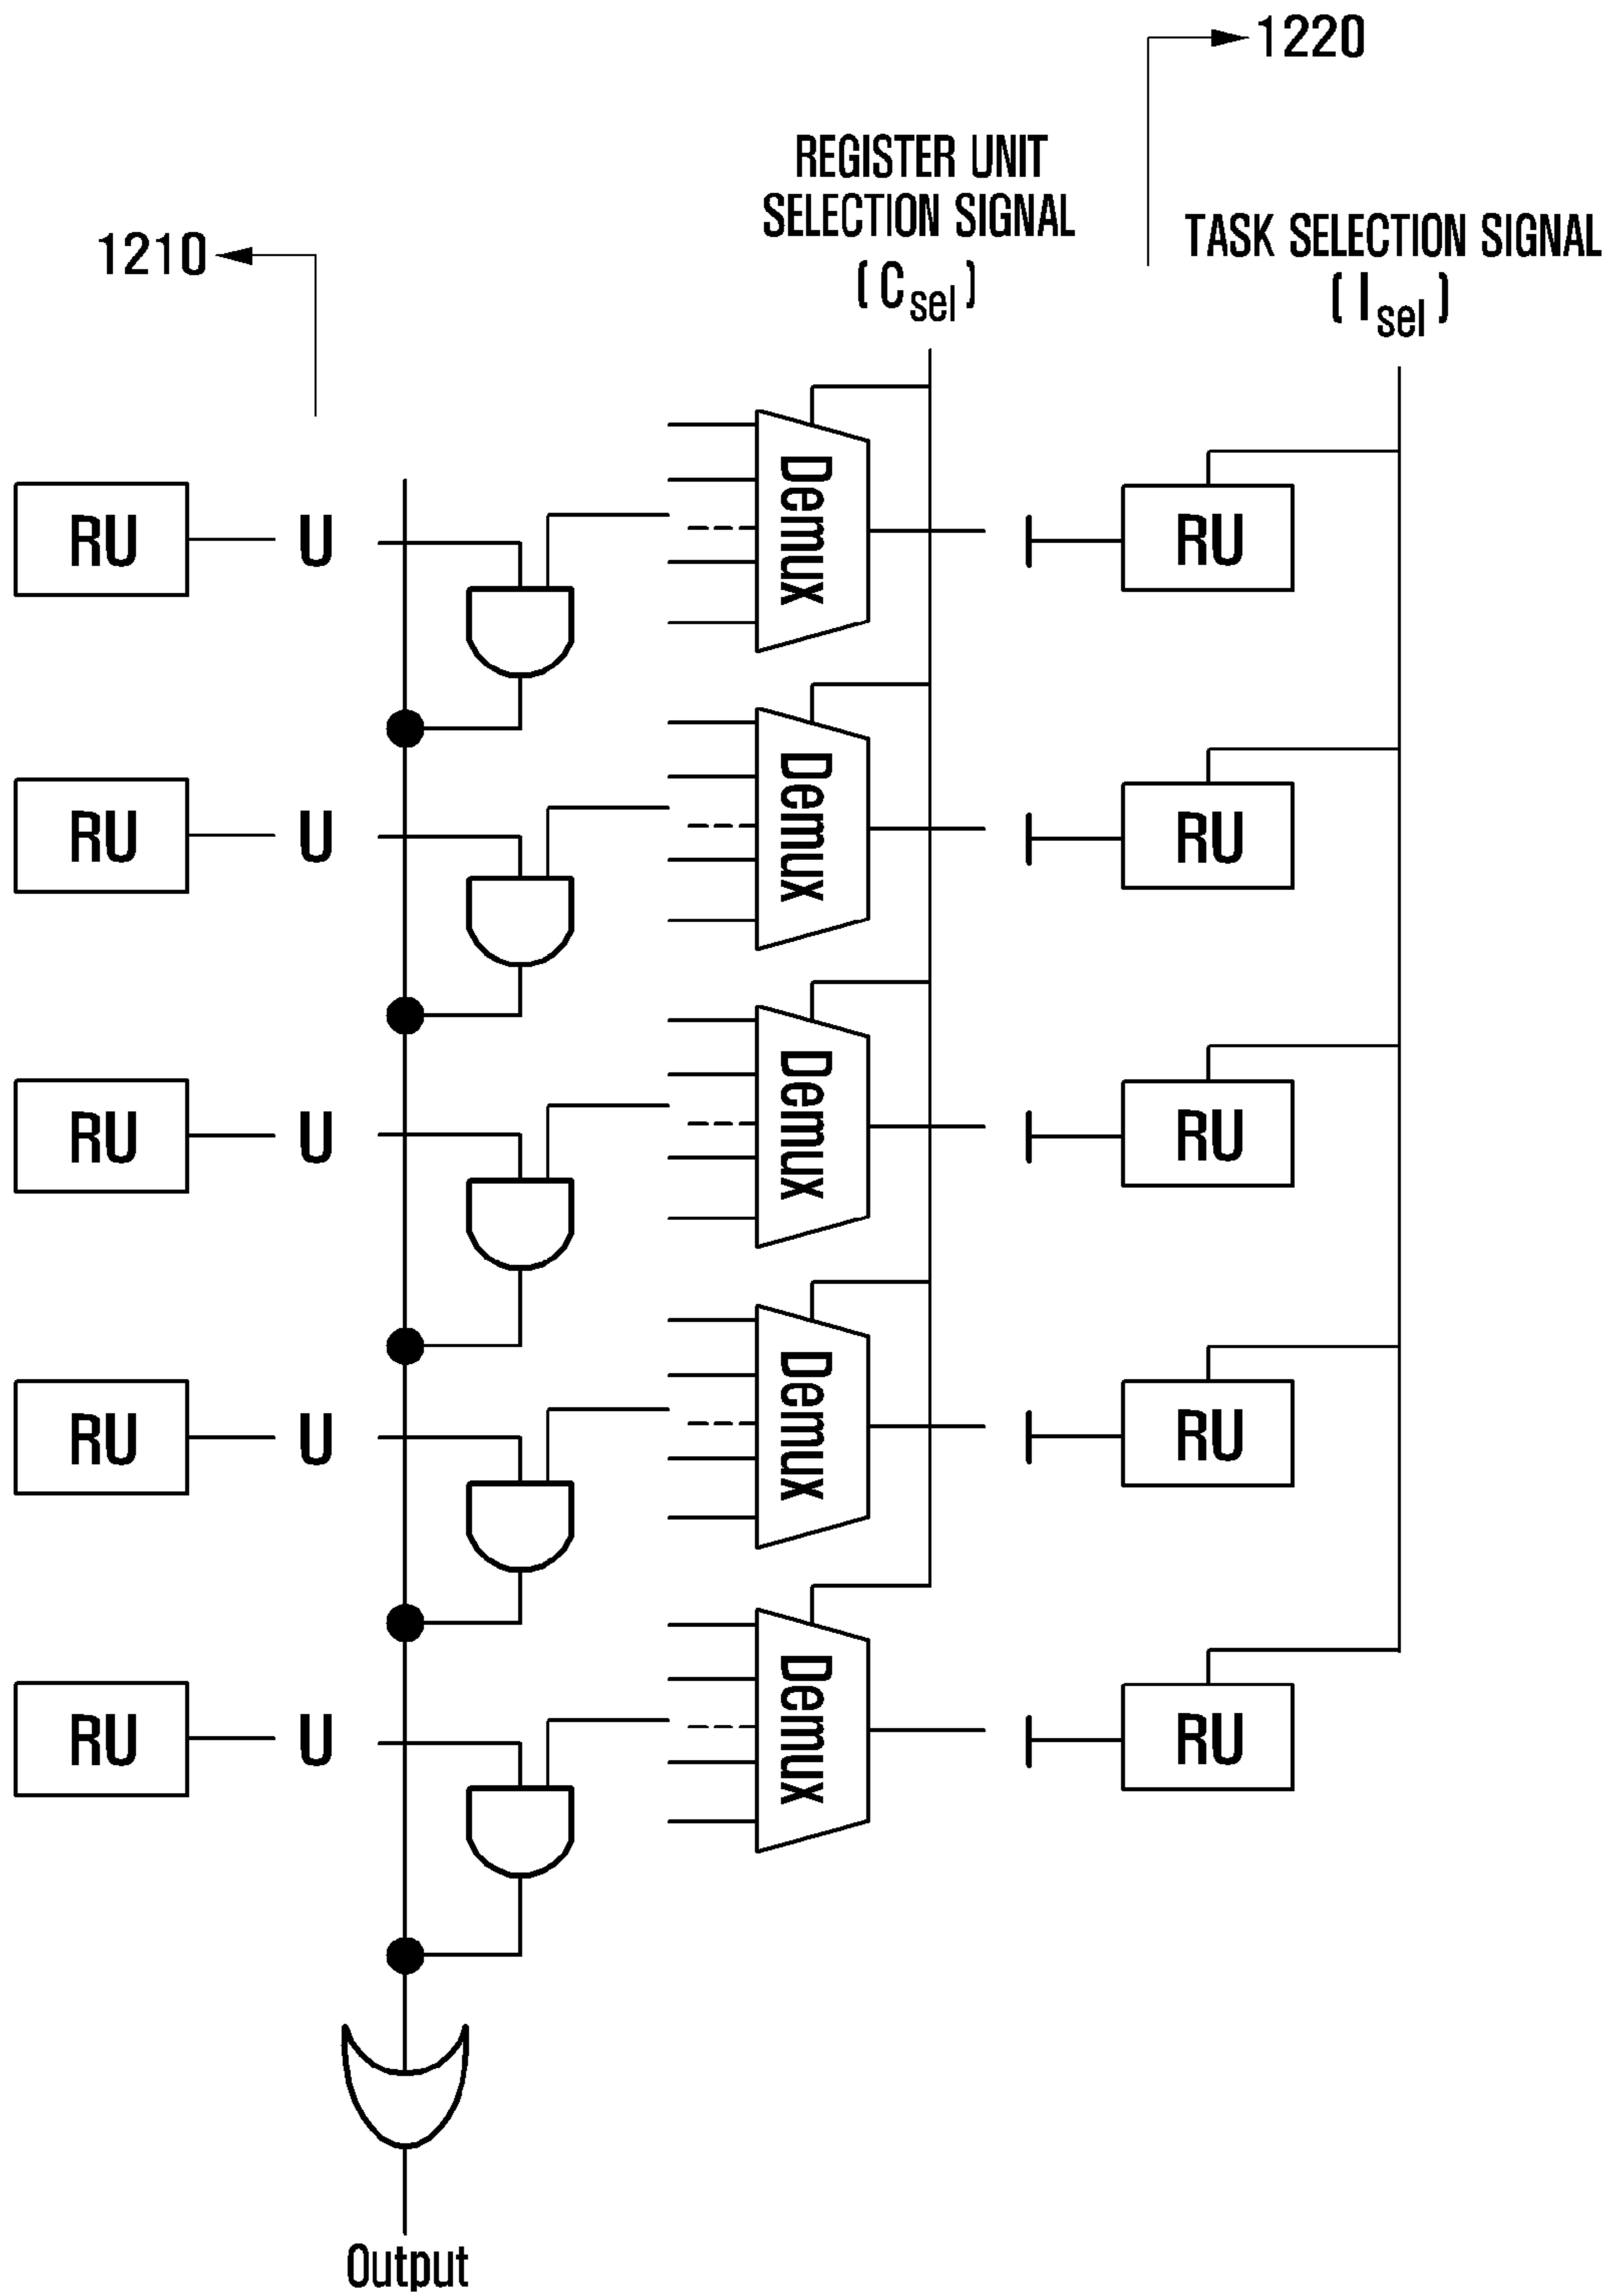 1220
REGISTER UNIT
SELECTION SIGNAL
(Csel)
TASK SELECTION SIGNAL
(Isel)
1210
RU U Demux I RU
RU U Demux I RU
RU U Demux I RU
RU U Demux I RU
RU U Demux I RU
Output